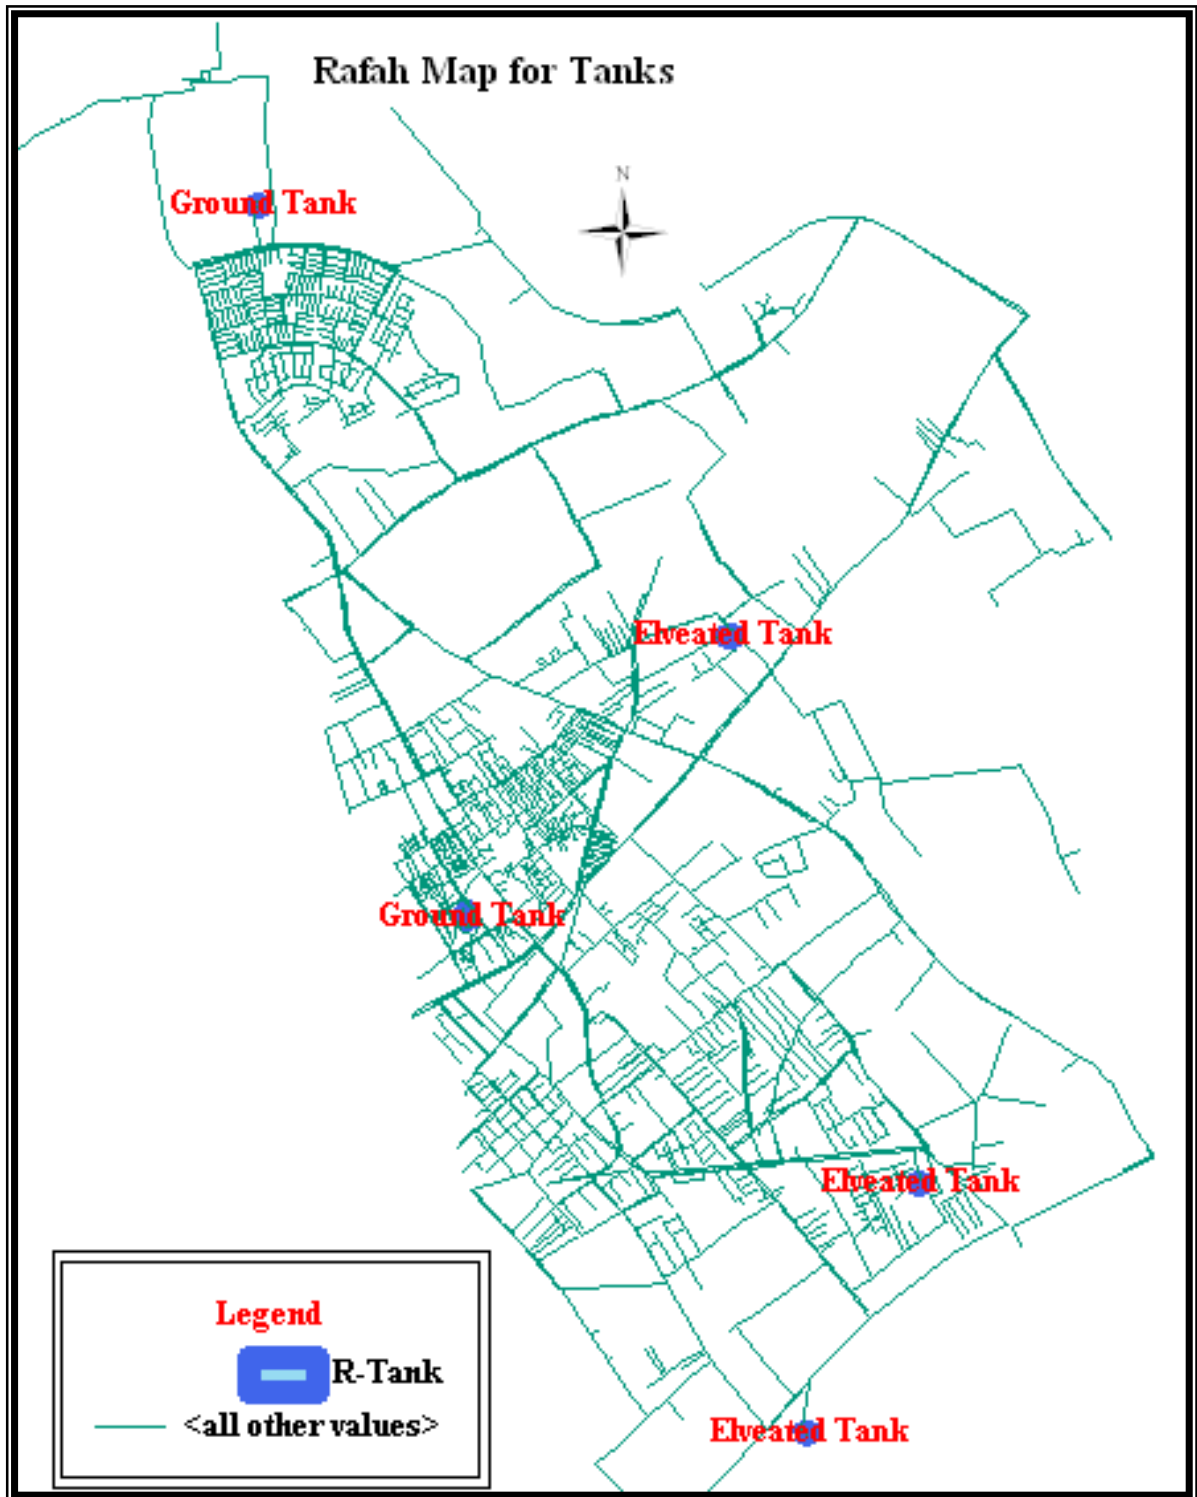 Rafah Map for Tanks
N
Ground Tank
Elveated Tank
Ground Tank
Elveated Tank
Elveated Tank
Legend
R-Tank
<all other values>